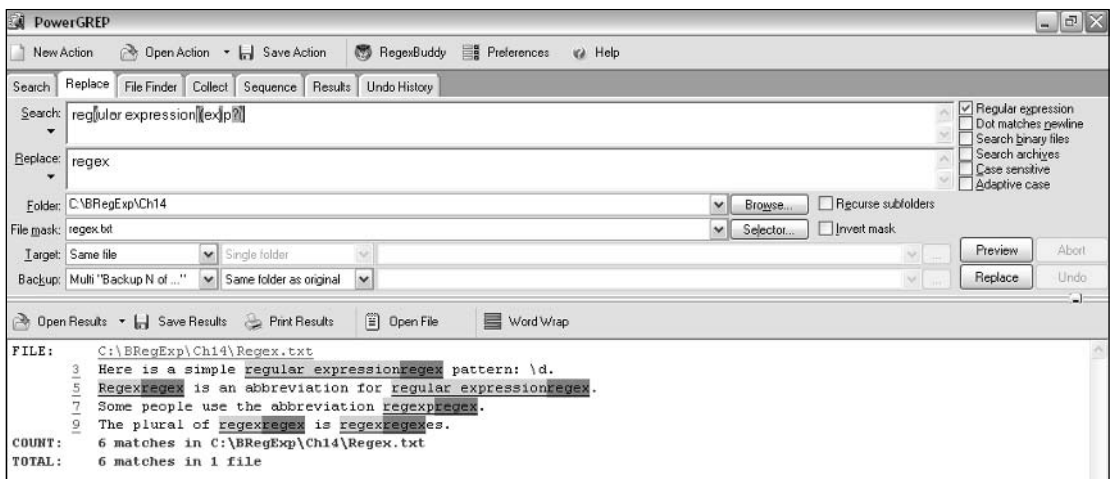 PowerGREP
New Action Open Action Save Action RegexBuddy Preferences Help
Search Replace File Finder Collect Sequence Results Undo History
Search: reg(ular expression|(ex)p?) Regular expression
Dot matches newline
Search binary files
Replace: regex Search archives
Case sensitive
Adaptive case
Folder: C:\BRegExp\Ch14 Browse... Recurse subfolders
File mask: regex.txt Selector... Invert mask
Target: Same file Single folder ... Preview Abort
Backup: Multi "Backup N of ..." Same folder as original ... Replace Undo
Open Results Save Results Print Results Open File Word Wrap
FILE: C:\BRegExp\Ch14\Regex.txt
3 Here is a simple regular expressionregex pattern: \d.
5 Regexregex is an abbreviation for regular expressionregex.
7 Some people use the abbreviation regexpregex.
9 The plural of regexregex is regexregexes.
COUNT: 6 matches in C:\BRegExp\Ch14\Regex.txt
TOTAL: 6 matches in 1 file